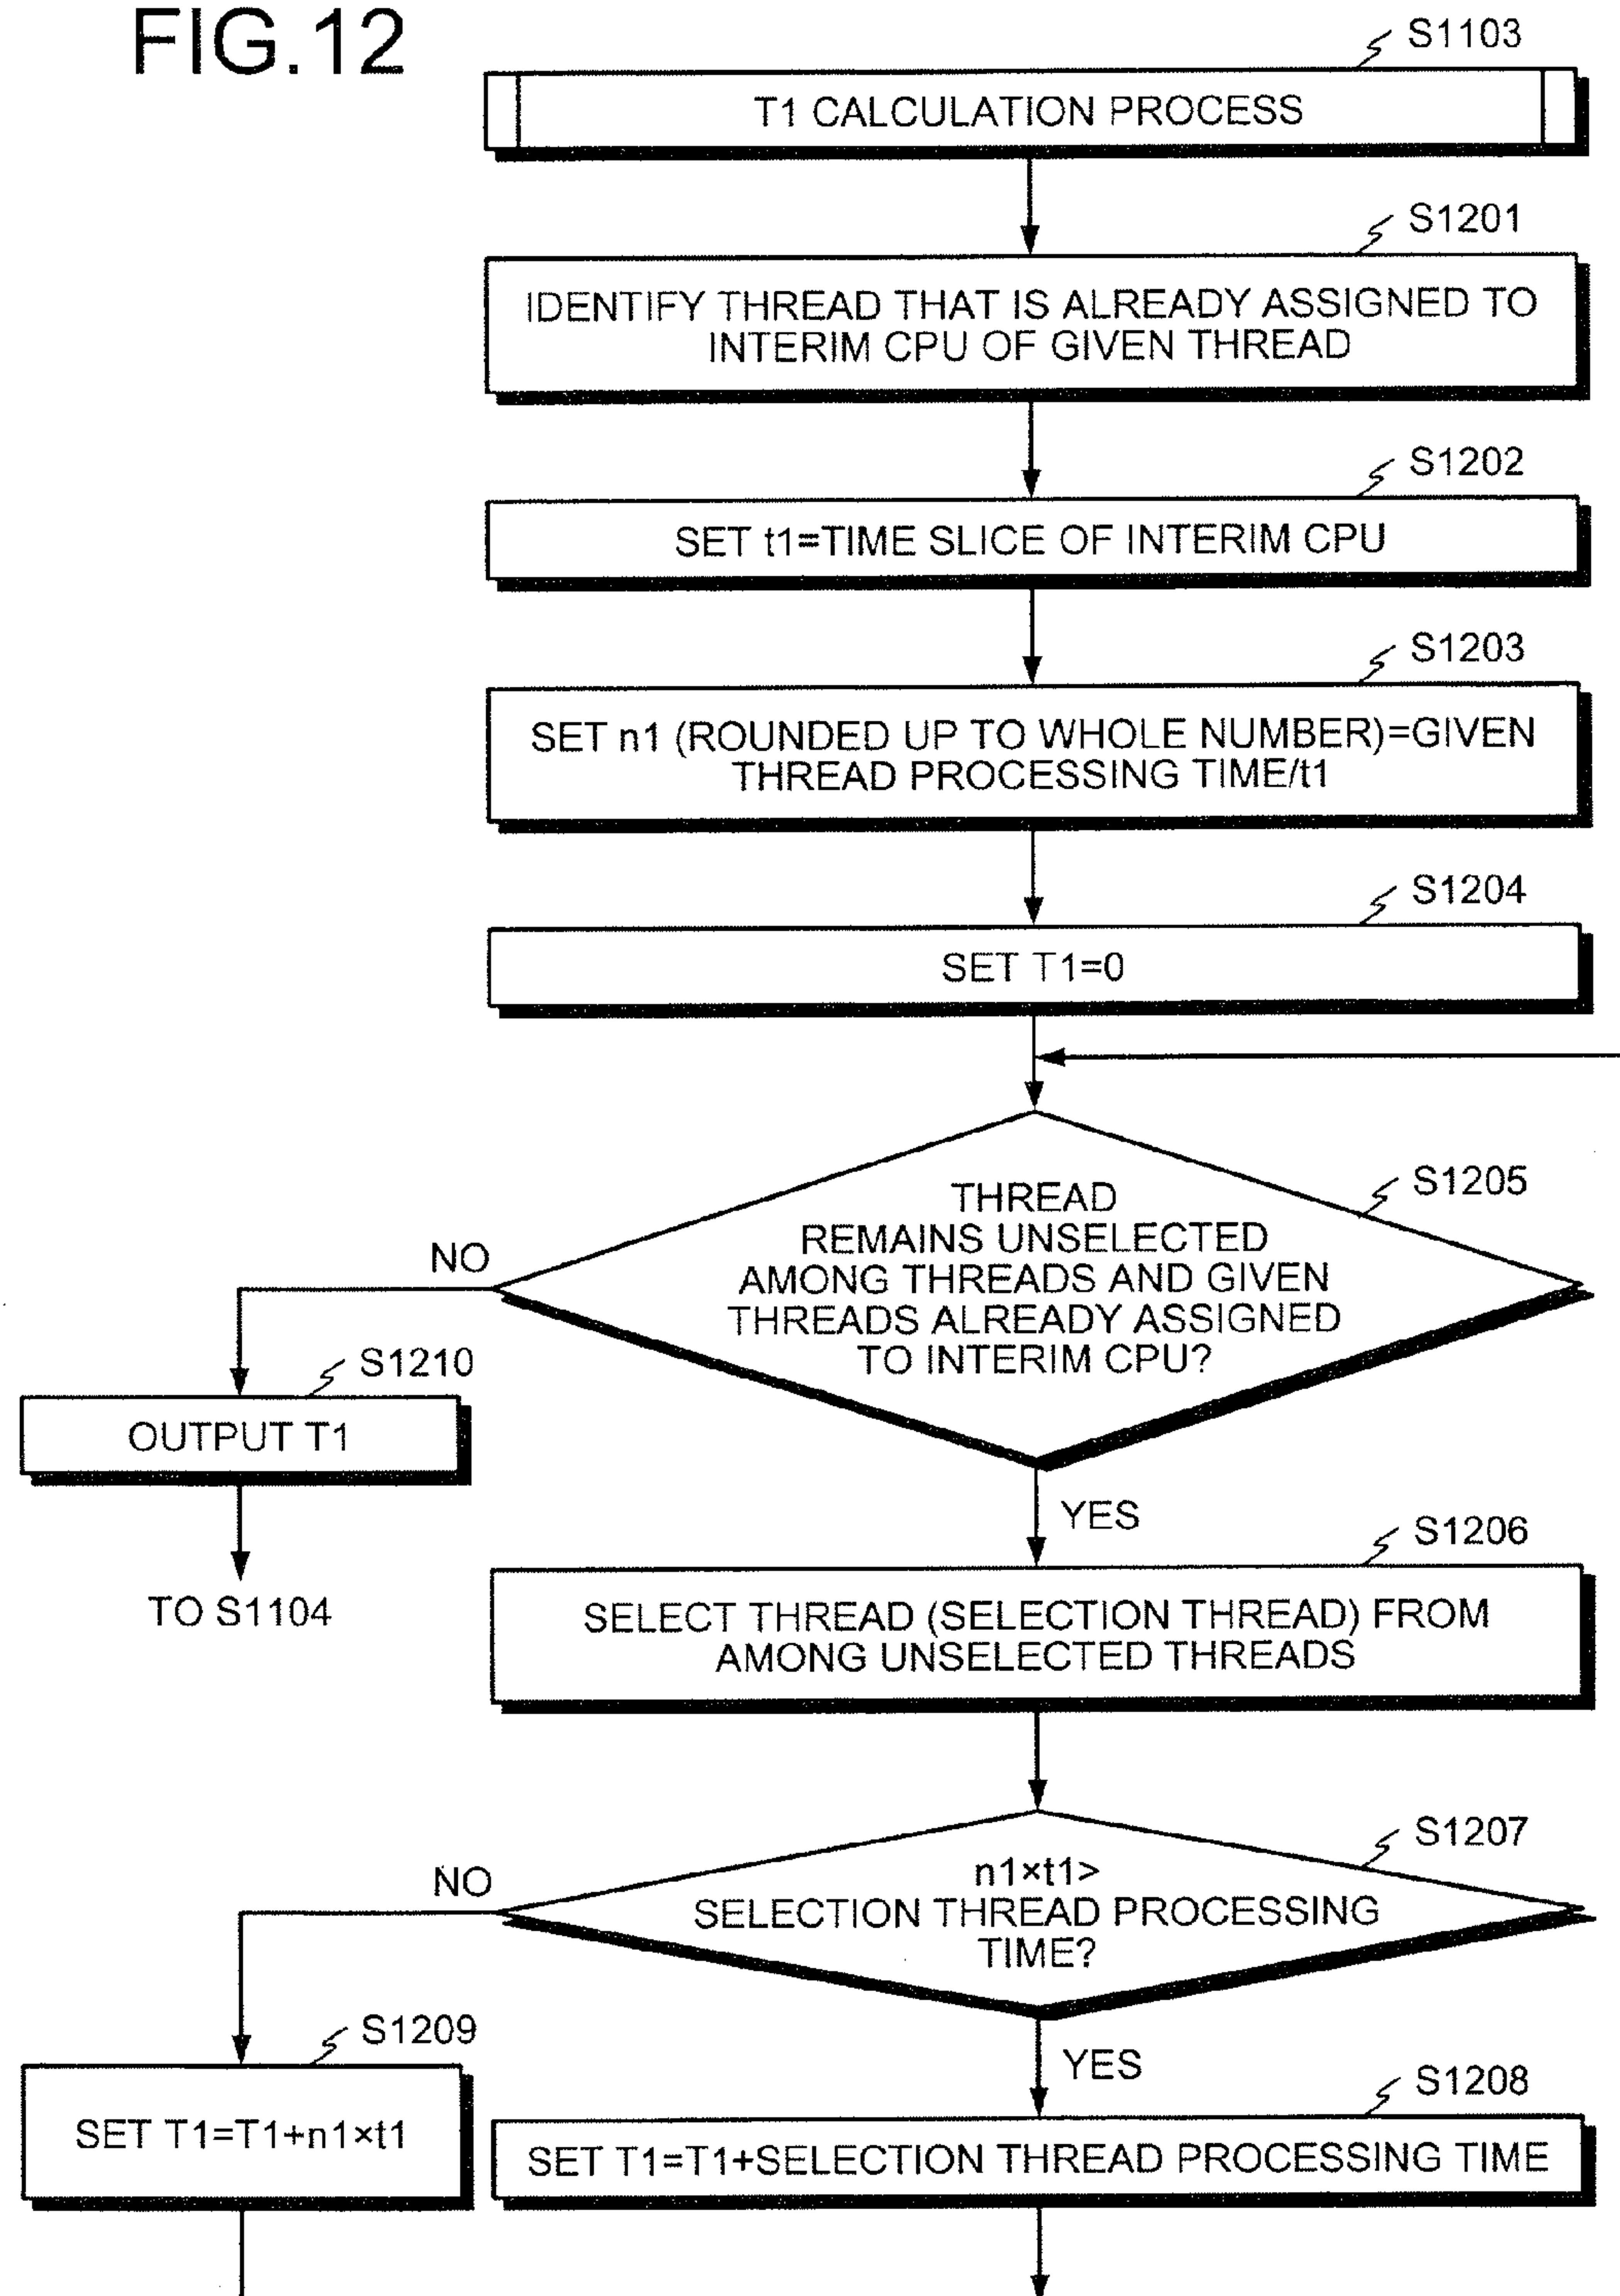 FIG.12
S1103
T1 CALCULATION PROCESS
S1201
IDENTIFY THREAD THAT IS ALREADY ASSIGNED TO
INTERIM CPU OF GIVEN THREAD
S1202
SET t1=TIME SLICE OF INTERIM CPU
S1203
SET n1 (ROUNDED UP TO WHOLE NUMBER)=GIVEN
THREAD PROCESSING TIME/t1
S1204
SET T1=0
S1205
THREAD
REMAINS UNSELECTED
AMONG THREADS AND GIVEN
THREADS ALREADY ASSIGNED
TO INTERIM CPU?
NO
S1210
OUTPUT T1
TO S1104
YES
S1206
SELECT THREAD (SELECTION THREAD) FROM
AMONG UNSELECTED THREADS
S1207
n1×t1>
SELECTION THREAD PROCESSING
TIME?
NO
S1209
SET T1=T1+n1×t1
YES
S1208
SET T1=T1+SELECTION THREAD PROCESSING TIME